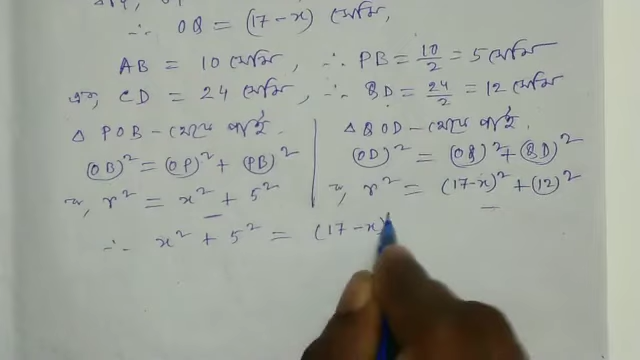 ∴ OQ = (17-x) সেমি,
AB = 10 সেমি, ∴ PB = 10/2 = 5 সেমি
এবং, CD = 24 সেমি, ∴ QD = 24/2 = 12 সেমি
Δ POB - থেকে পাই,
(OB)² = (OP)² + (PB)²
বা, r² = x² + 5²
Δ QOD - থেকে পাই,
(OD)² = (OQ)² + (QD)²
বা, r² = (17-x)² + (12)²
∴ x² + 5² = (17-x)